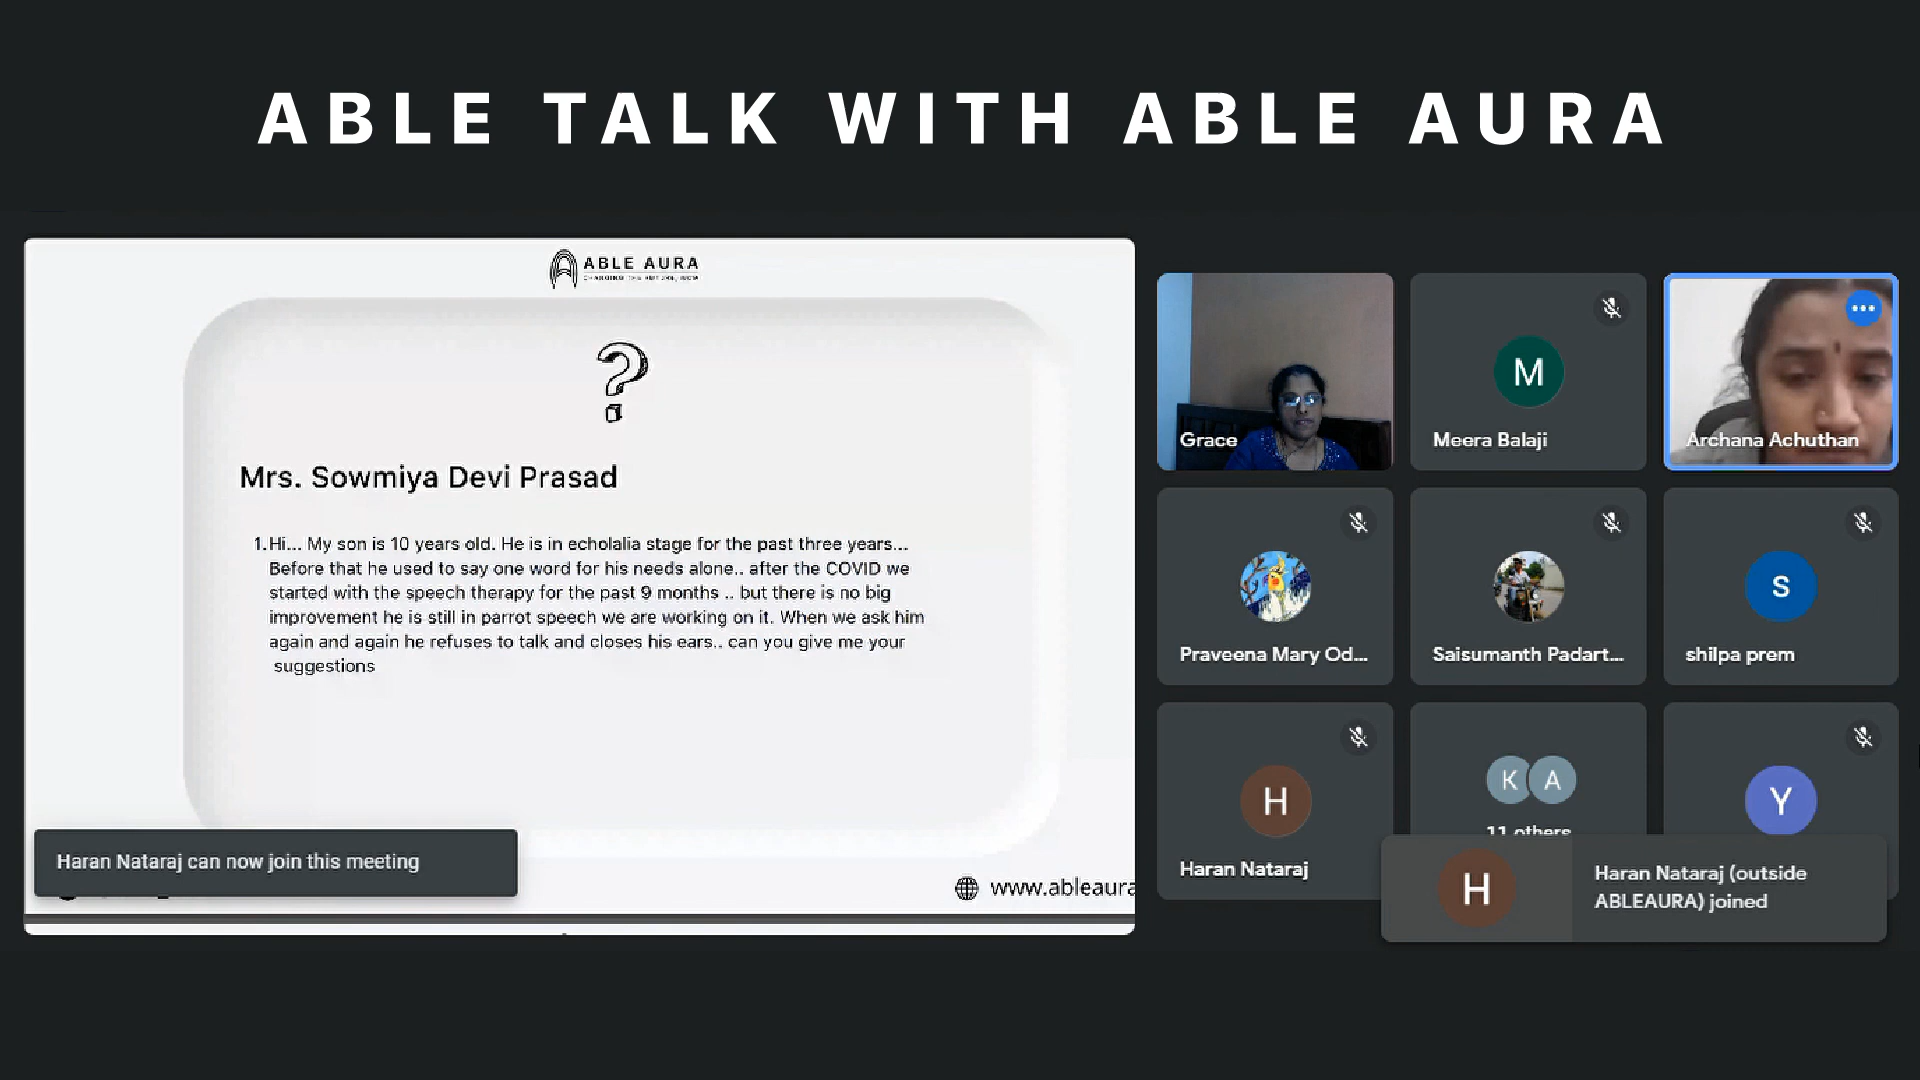 ABLE TALK WITH ABLE AURA
ABLE AURA
?
Mrs. Sowmiya Devi Prasad
1. Hi... My son is 10 years old. He is in echolalia stage for the past three years...
Before that he used to say one word for his needs alone.. after the COVID we
started with the speech therapy for the past 9 months .. but there is no big
improvement he is still in parrot speech we are working on it. When we ask him
again and again he refuses to talk and closes his ears.. can you give me your
suggestions
Haran Nataraj can now join this meeting
www.ableaura
Grace
M
Meera Balaji
Archana Achuthan
Praveena Mary Od...
Saisumanth Padart...
S
shilpa prem
H
Haran Nataraj
K A
11 others
Y
H
Haran Nataraj (outside
ABLEAURA) joined